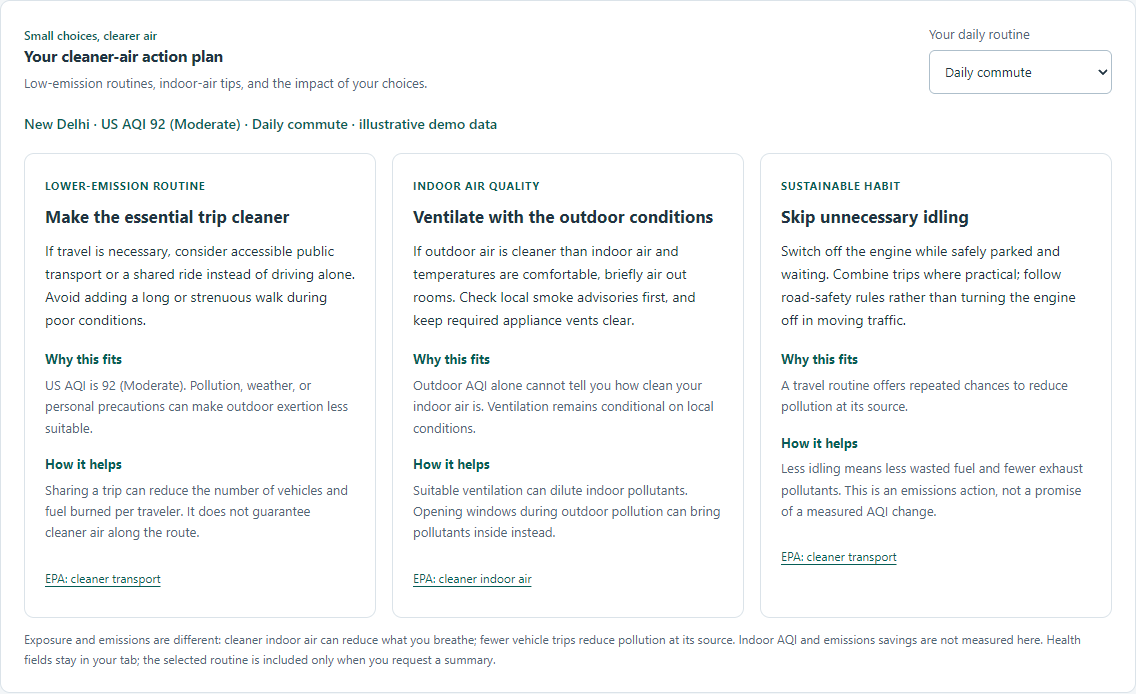 Small choices, clearer air
Your cleaner-air action plan
Low-emission routines, indoor-air tips, and the impact of your choices.
Your daily routine
Daily commute
New Delhi · US AQI 92 (Moderate) · Daily commute · illustrative demo data
LOWER-EMISSION ROUTINE
Make the essential trip cleaner
If travel is necessary, consider accessible public
transport or a shared ride instead of driving alone.
Avoid adding a long or strenuous walk during
poor conditions.
Why this fits
US AQI is 92 (Moderate). Pollution, weather, or
personal precautions can make outdoor exertion less
suitable.
How it helps
Sharing a trip can reduce the number of vehicles and
fuel burned per traveler. It does not guarantee
cleaner air along the route.
EPA: cleaner transport
INDOOR AIR QUALITY
Ventilate with the outdoor conditions
If outdoor air is cleaner than indoor air and
temperatures are comfortable, briefly air out
rooms. Check local smoke advisories first, and
keep required appliance vents clear.
Why this fits
Outdoor AQI alone cannot tell you how clean your
indoor air is. Ventilation remains conditional on local
conditions.
How it helps
Suitable ventilation can dilute indoor pollutants.
Opening windows during outdoor pollution can bring
pollutants inside instead.
EPA: cleaner indoor air
SUSTAINABLE HABIT
Skip unnecessary idling
Switch off the engine while safely parked and
waiting. Combine trips where practical; follow
road-safety rules rather than turning the engine
off in moving traffic.
Why this fits
A travel routine offers repeated chances to reduce
pollution at its source.
How it helps
Less idling means less wasted fuel and fewer exhaust
pollutants. This is an emissions action, not a promise
of a measured AQI change.
EPA: cleaner transport
Exposure and emissions are different: cleaner indoor air can reduce what you breathe; fewer vehicle trips reduce pollution at its source. Indoor AQI and emissions savings are not measured here. Health
fields stay in your tab; the selected routine is included only when you request a summary.